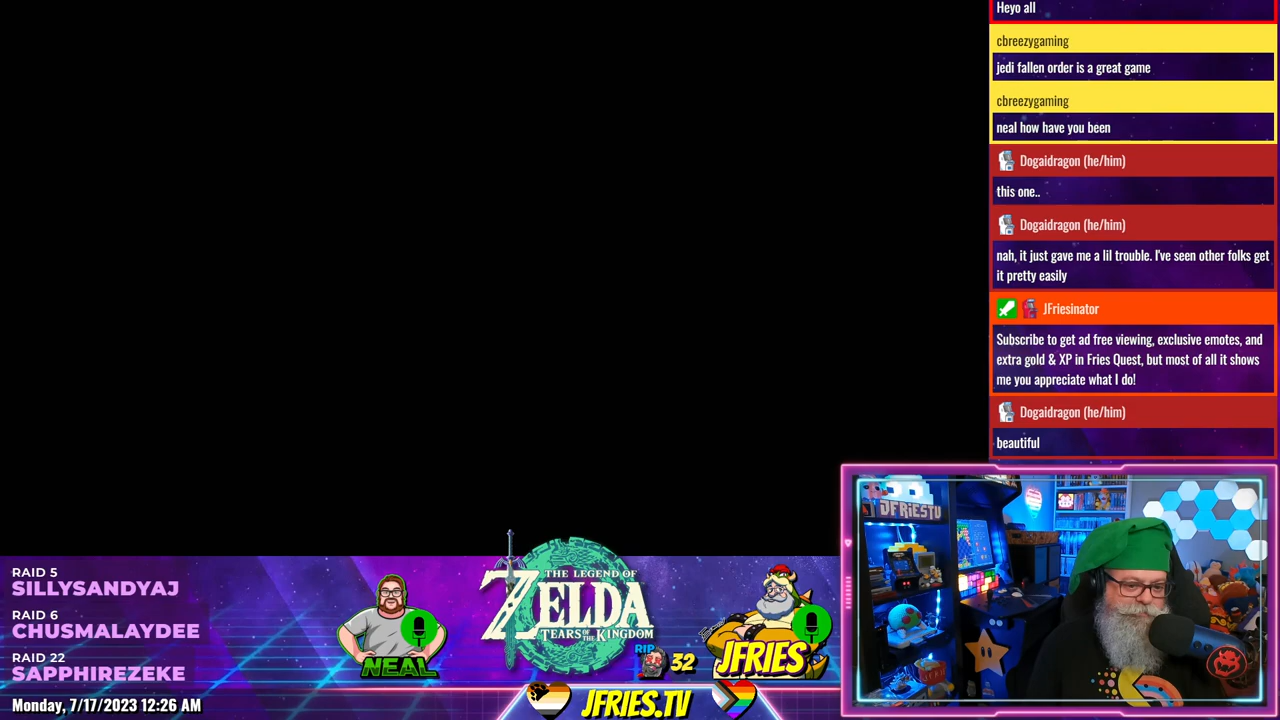 Heyo all
cbreezygaming
jedi fallen order is a great game
cbreezygaming
neal how have you been
Dogaidragon (he/him)
this one..
Dogaidragon (he/him)
nah, it just gave me a lil trouble. I've seen other folks get
it pretty easily
JFriesinator
Subscribe to get ad free viewing, exclusive emotes, and
extra gold & XP in Fries Quest, but most of all it shows
me you appreciate what I do!
Dogaidragon (he/him)
beautiful
JFRIESTV
RAID 5
SILLYSANDYAJ
RAID 6
CHUSMALAYDEE
RAID 22
SAPPHIREZEKE
Monday, 7/17/2023 12:26 AM
NEAL
THE LEGEND OF
ZELDA
TEARS OF THE KINGDOM
RIP
32
JFRIES
JFRIES.TV